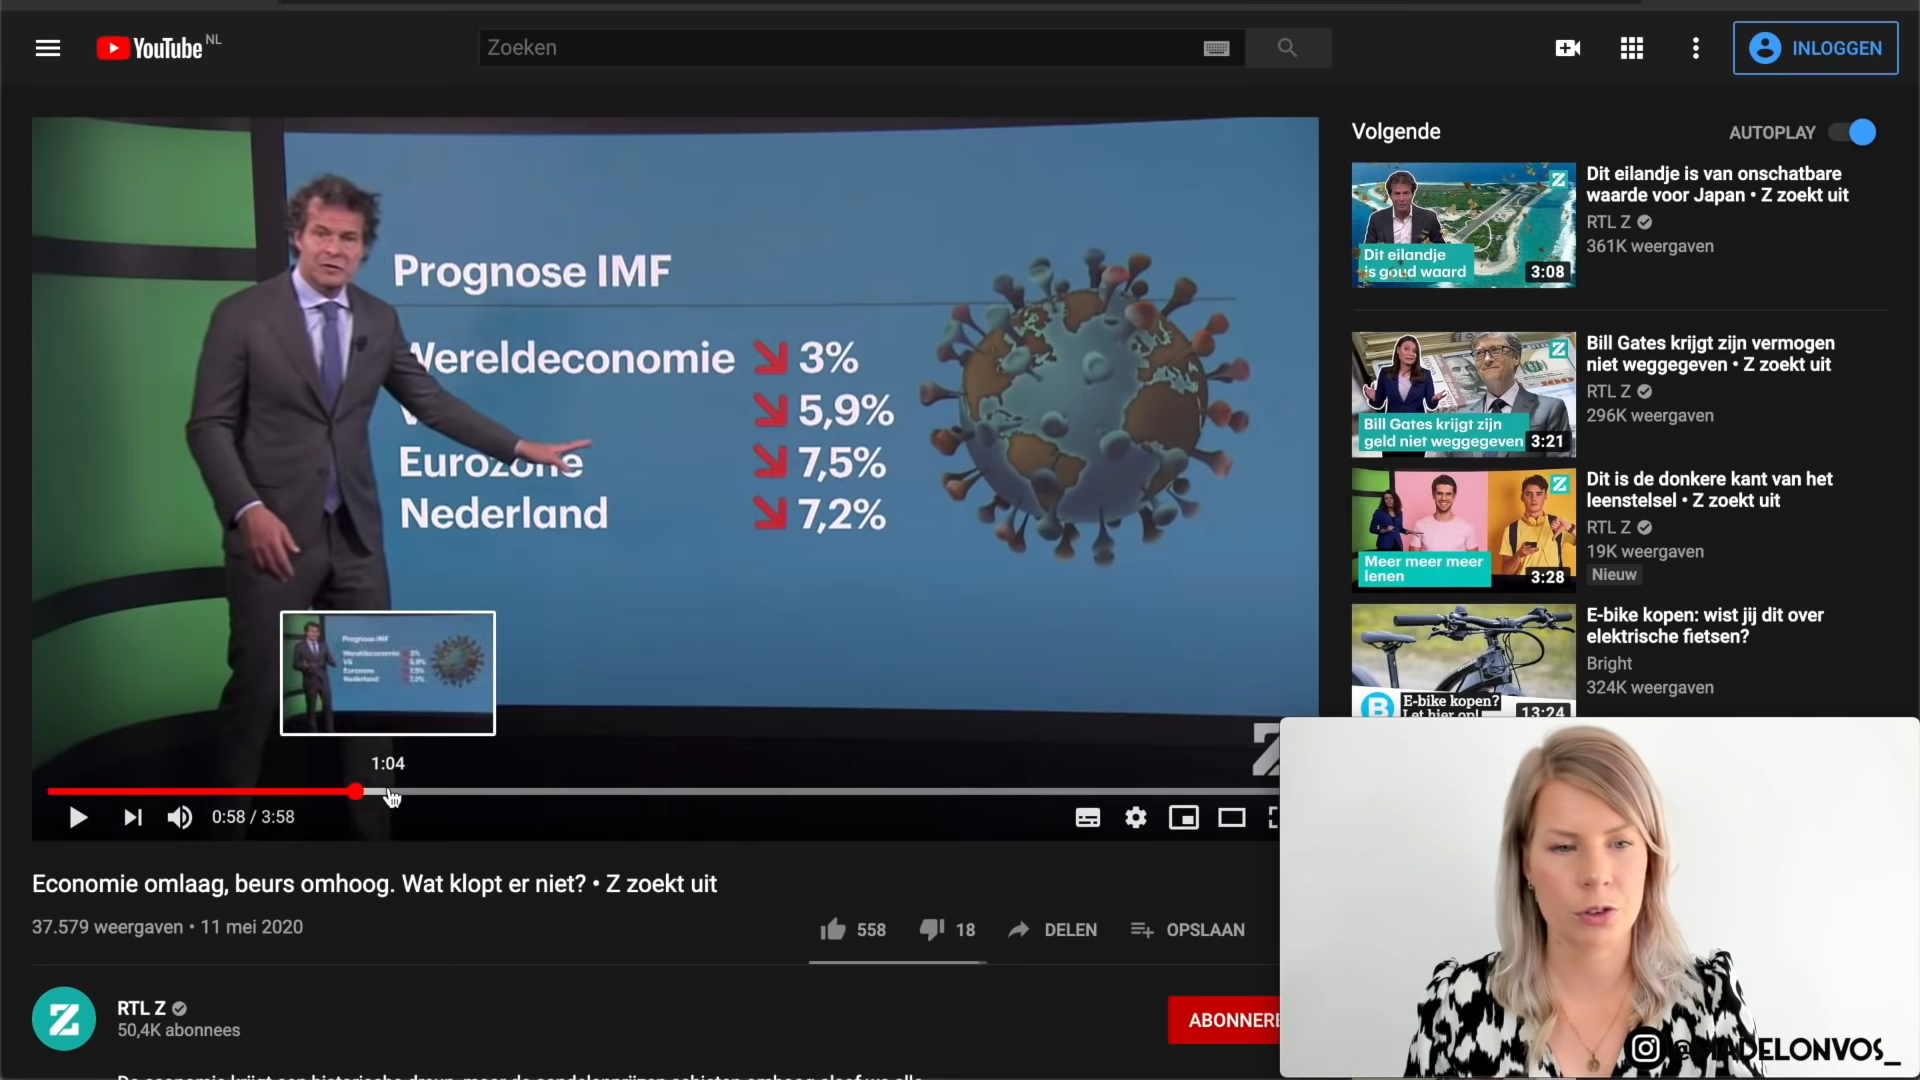 YouTube NL
Zoeken
INLOGGEN
Prognose IMF
Wereldeconomie 3%
5,9%
Eurozone 7,5%
Nederland 7,2%
1:04
0:58 / 3:58
Economie omlaag, beurs omhoog. Wat klopt er niet? • Z zoekt uit
37.579 weergaven • 11 mei 2020
558
18
DELEN
OPSLAAN
RTL Z
50,4K abonnees
ABONNERE
Volgende
AUTOPLAY
Dit eilandje
is goud waard
3:08
Dit eilandje is van onschatbare
waarde voor Japan • Z zoekt uit
RTL Z
361K weergaven
Bill Gates krijgt zijn
geld niet weggegeven
3:21
Bill Gates krijgt zijn vermogen
niet weggegeven • Z zoekt uit
RTL Z
296K weergaven
Meer meer meer
lenen
3:28
Dit is de donkere kant van het
leenstelsel • Z zoekt uit
RTL Z
19K weergaven
Nieuw
E-bike kopen?
Let hier op!
13:24
E-bike kopen: wist jij dit over
elektrische fietsen?
Bright
324K weergaven
@MADELONVOS_